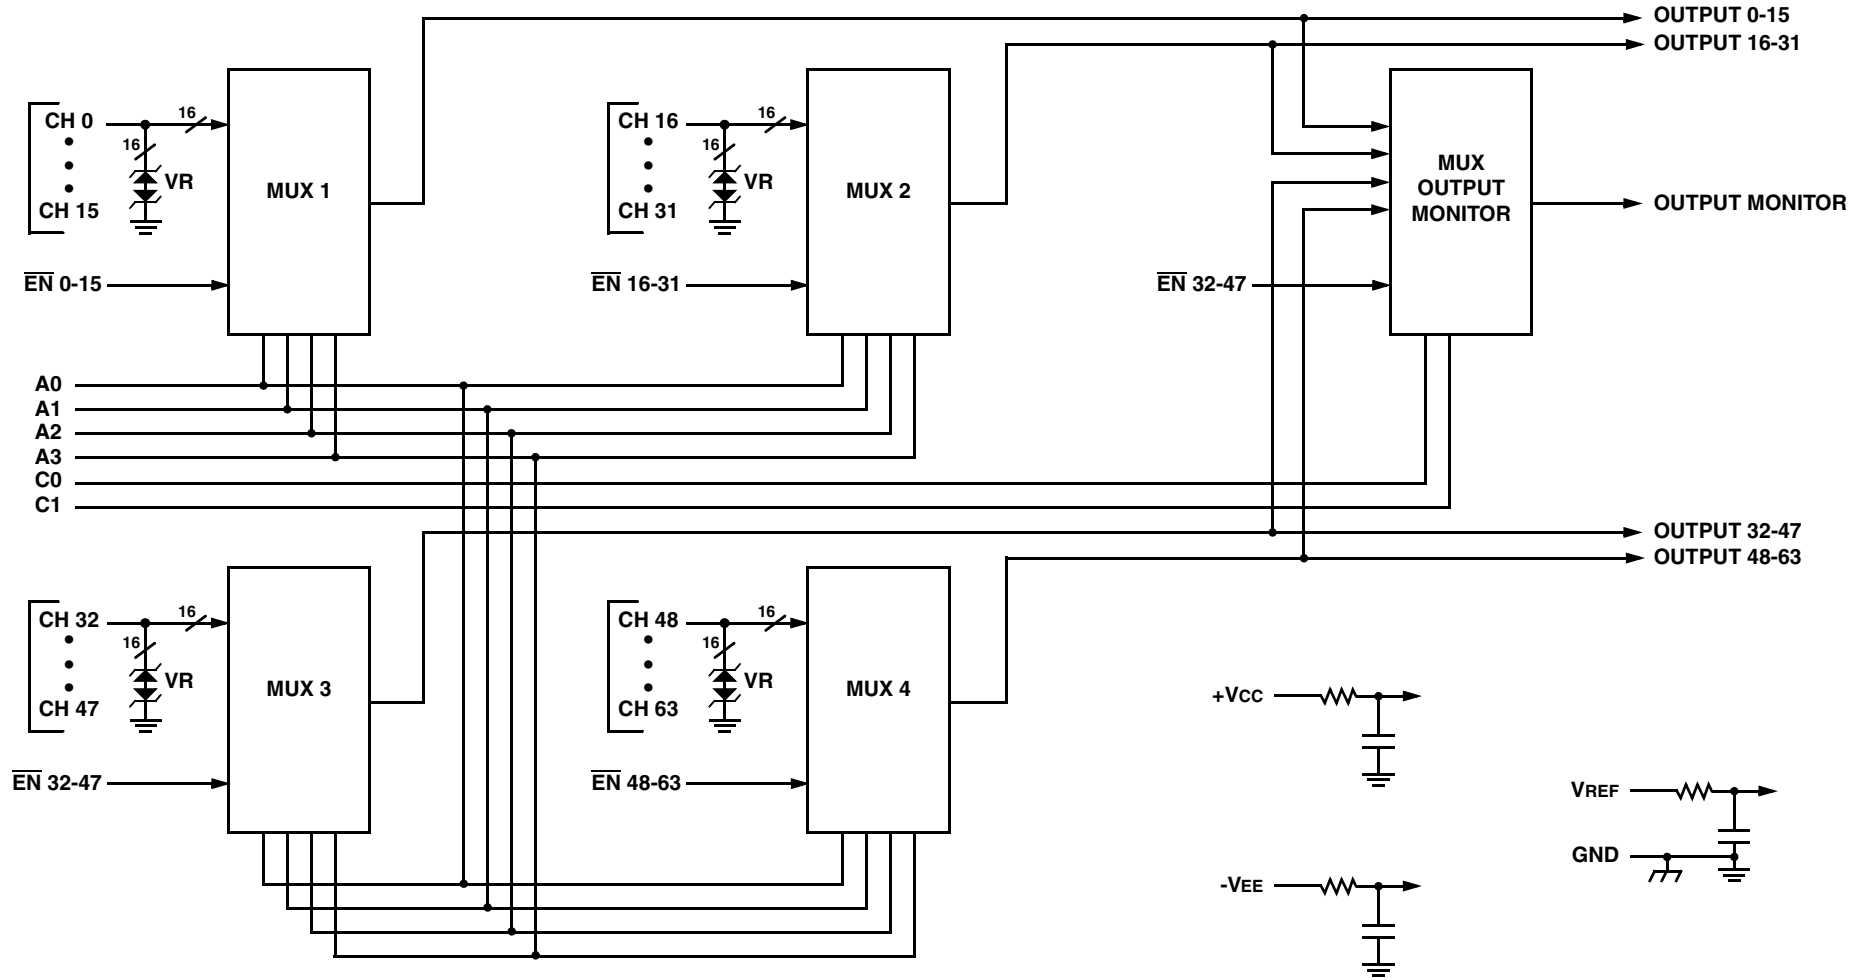 OUTPUT 0-15
OUTPUT 16-31
CH 0
16
16
VR
CH 15
MUX 1
EN 0-15
CH 16
16
16
VR
CH 31
MUX 2
EN 16-31
MUX
OUTPUT
MONITOR
OUTPUT MONITOR
EN 32-47
A0
A1
A2
A3
C0
C1
OUTPUT 32-47
OUTPUT 48-63
CH 32
16
16
VR
CH 47
MUX 3
EN 32-47
CH 48
16
16
VR
CH 63
MUX 4
EN 48-63
+VCC
VREF
GND
-VEE